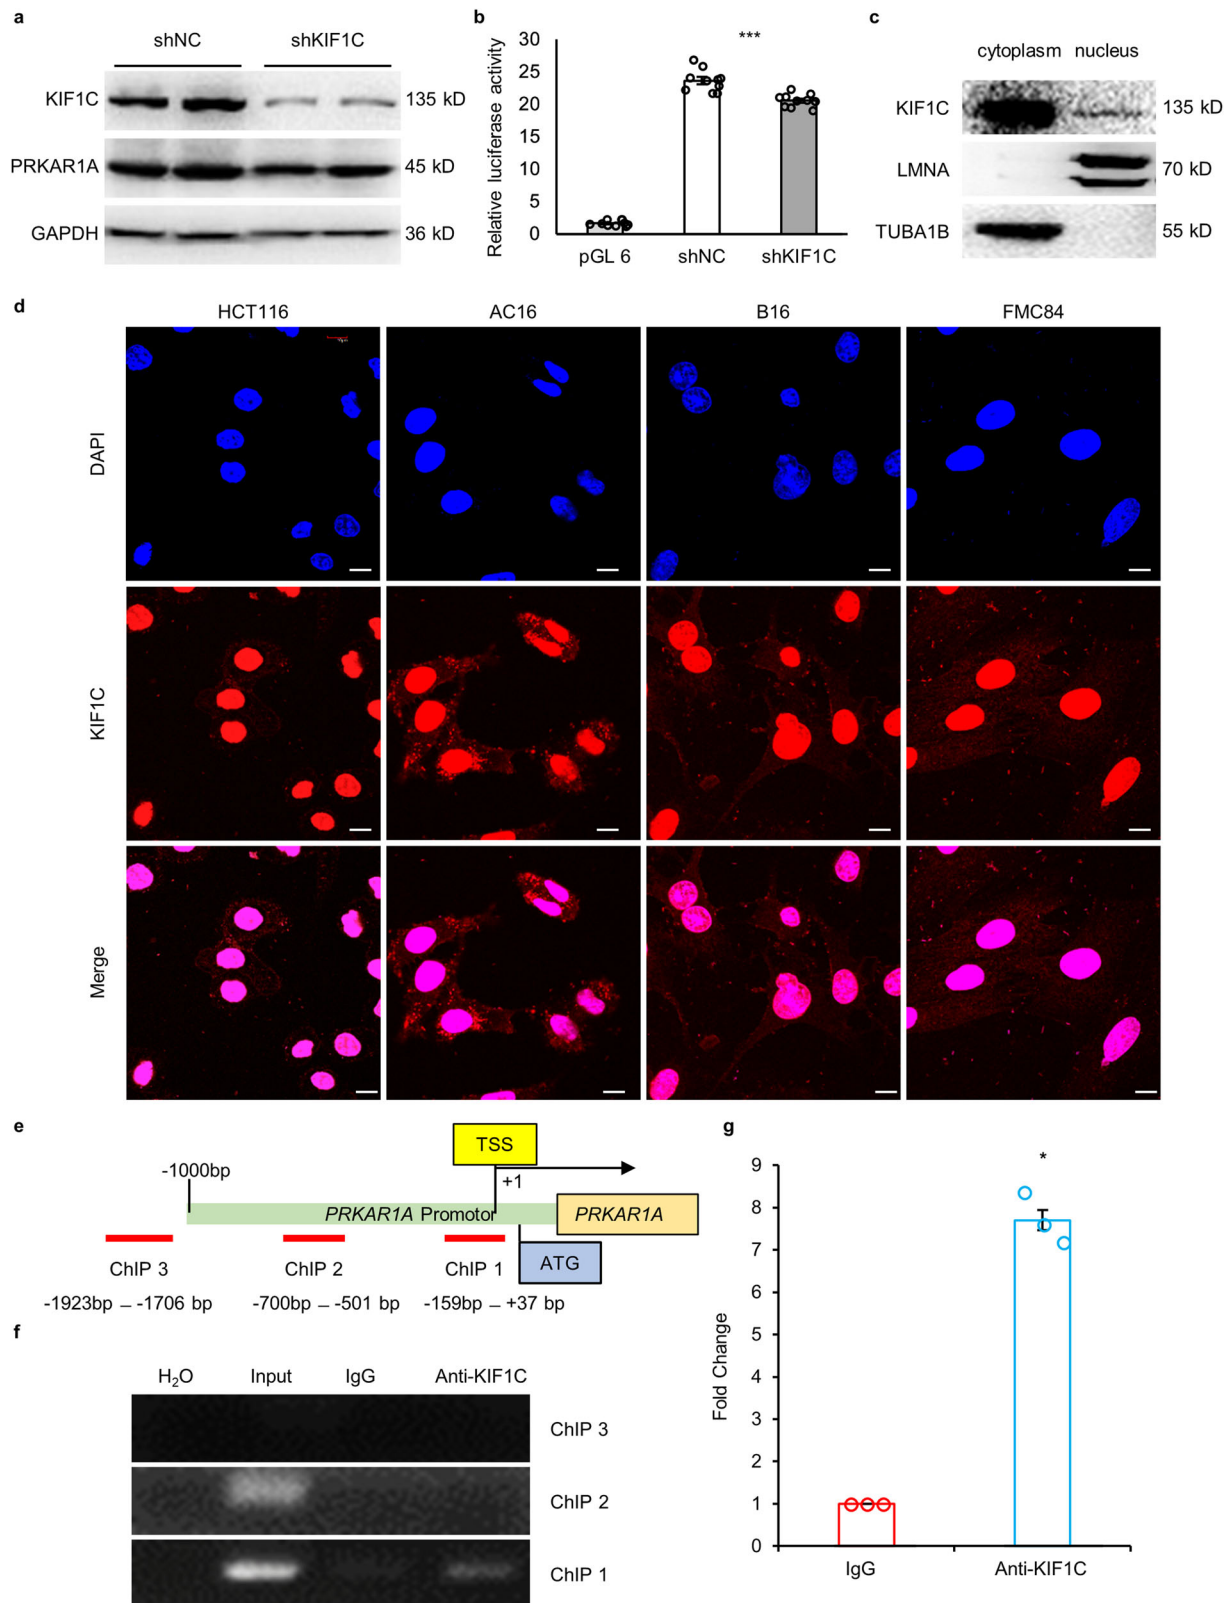 a
shNC shKIF1C
KIF1C 135 kD
PRKAR1A 45 kD
GAPDH 36 kD
b
***
Relative luciferase activity
30
25
20
15
10
5
0
pGL 6 shNC shKIF1C
c
cytoplasm nucleus
KIF1C 135 kD
LMNA 70 kD
TUBA1B 55 kD
d
HCT116 AC16 B16 FMC84
DAPI
KIF1C
Merge
e
TSS
-1000bp
+1
PRKAR1A Promotor PRKAR1A
ATG
ChIP 3 ChIP 2 ChIP 1
-1923bp – -1706 bp -700bp – -501 bp -159bp – +37 bp
f
H₂O Input IgG Anti-KIF1C
ChIP 3
ChIP 2
ChIP 1
g
*
Fold Change
9
8
7
6
5
4
3
2
1
0
IgG Anti-KIF1C